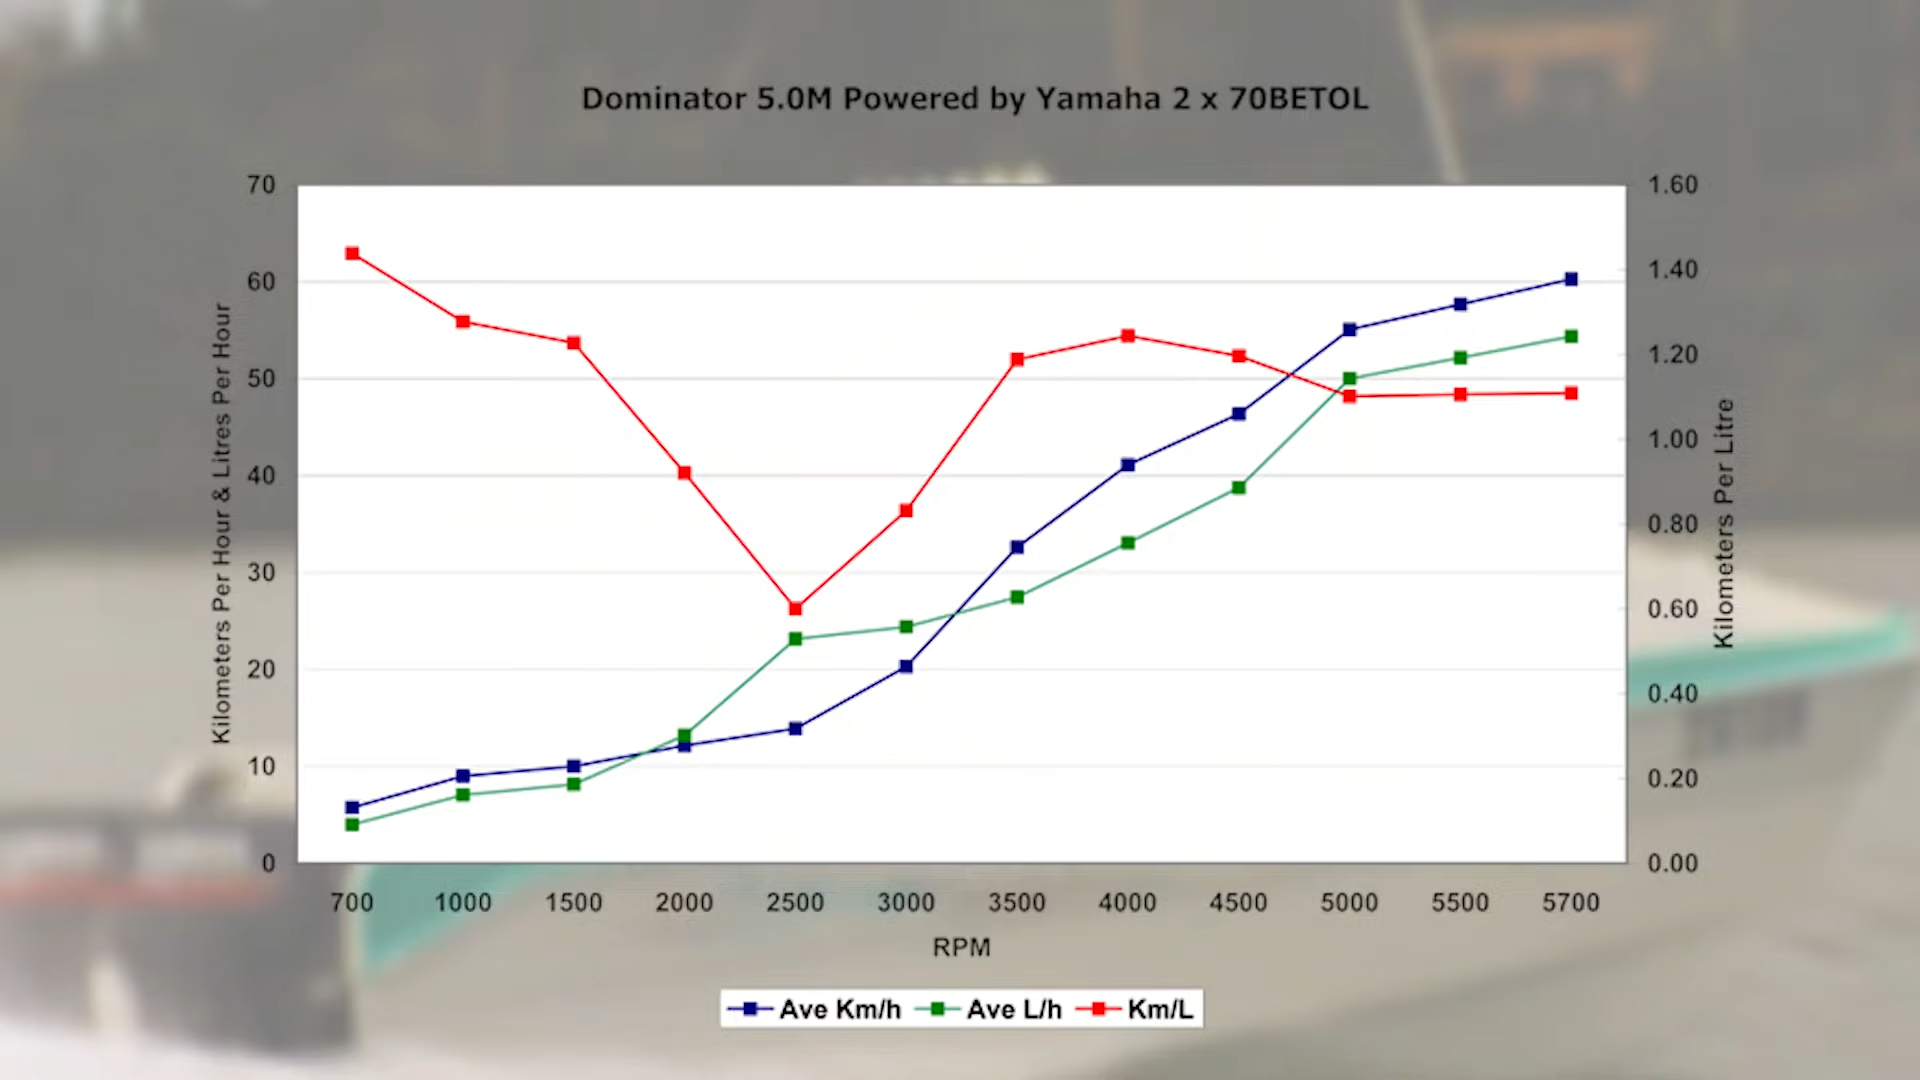 Dominator 5.0M Powered by Yamaha 2 x 70BETOL
70
60
50
40
30
20
10
0
Kilometers Per Hour & Litres Per Hour
1.60
1.40
1.20
1.00
0.80
0.60
0.40
0.20
0.00
Kilometers Per Litre
700 1000 1500 2000 2500 3000 3500 4000 4500 5000 5500 5700
RPM
Ave Km/h Ave L/h Km/L